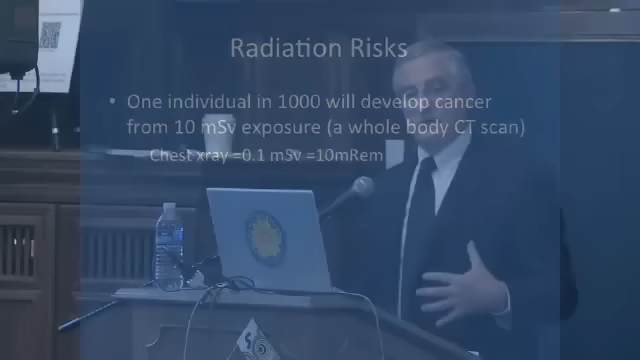 Radiation Risks
• One individual in 1000 will develop cancer
from 10 mSv exposure (a whole body CT scan)
Chest xray =0.1 mSv =10mRem